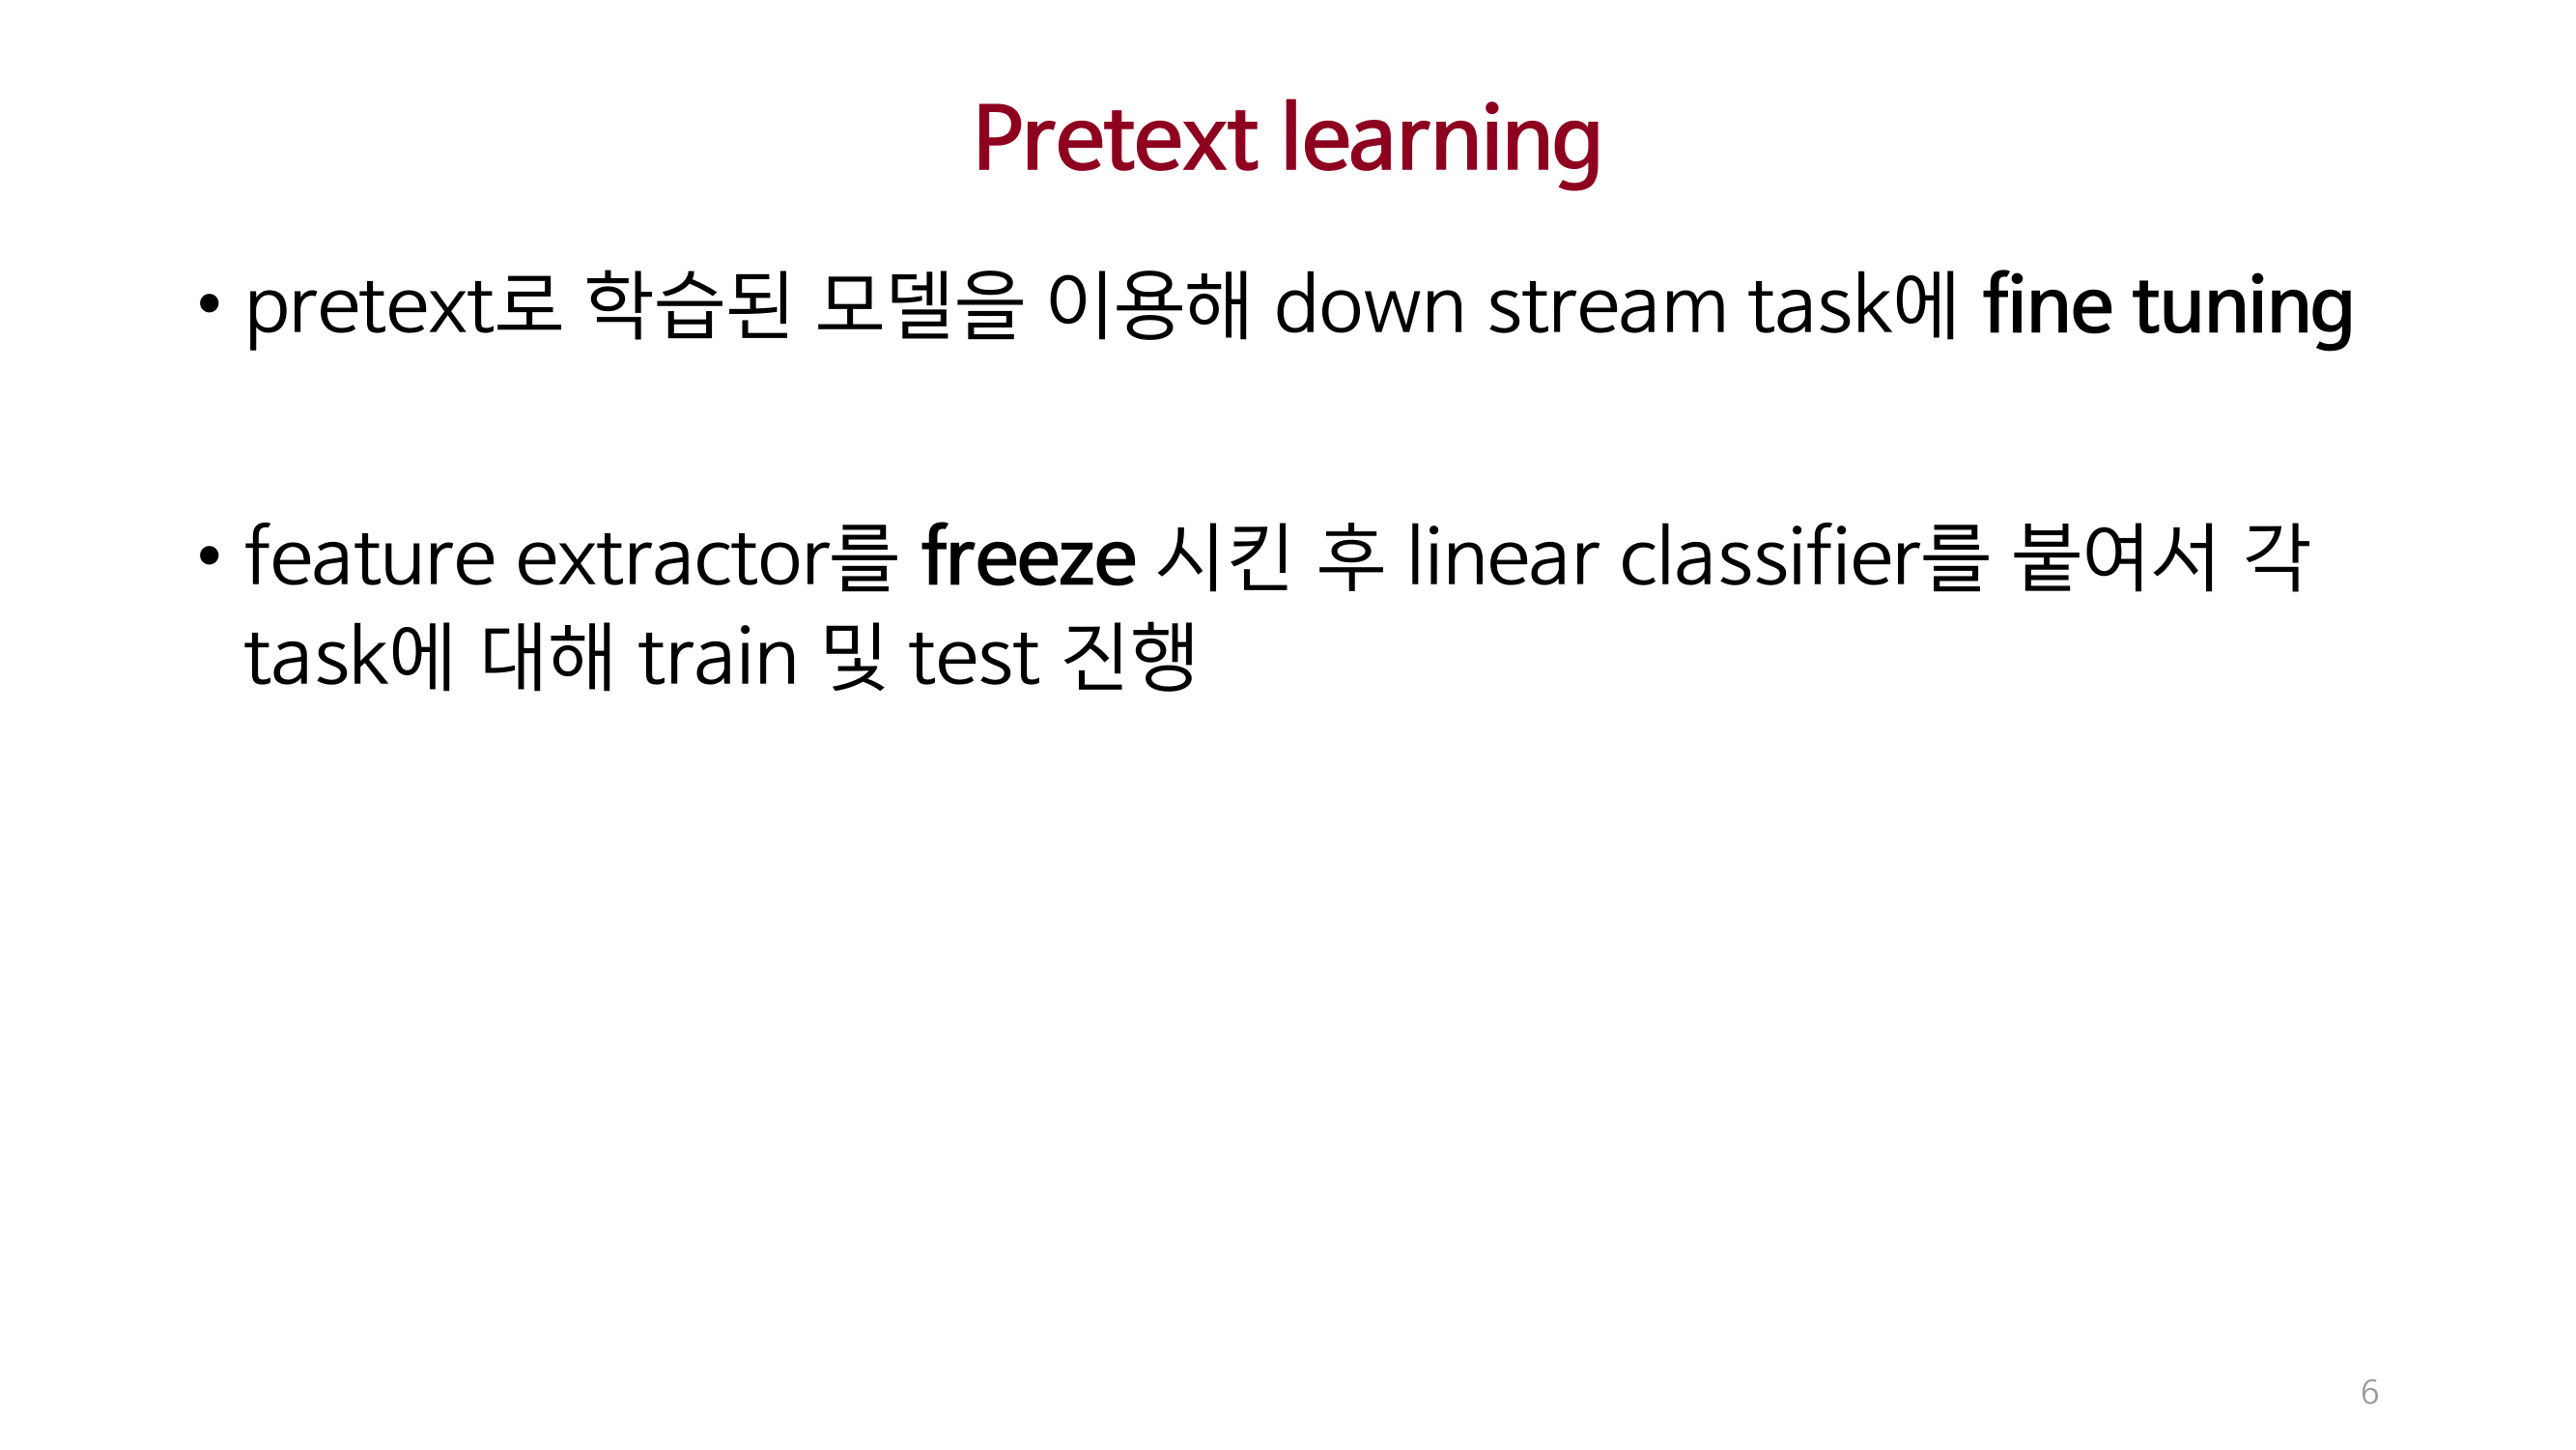 Pretext learning
• pretext로 학습된 모델을 이용해 down stream task에 fine tuning
• feature extractor를 freeze 시킨 후 linear classifier를 붙여서 각
task에 대해 train 및 test 진행
6